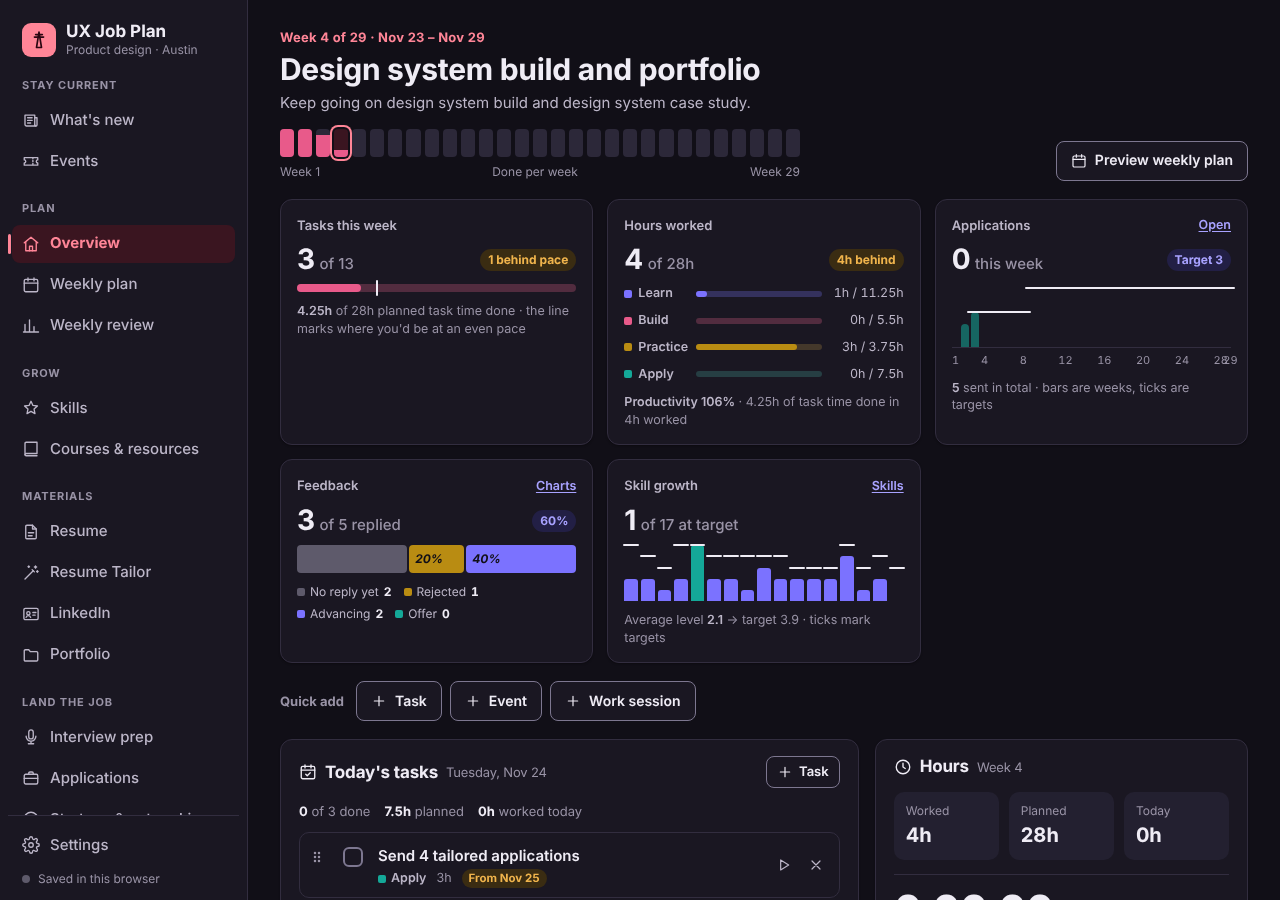 UX Job Plan
Product design · Austin
STAY CURRENT
What's new
Events
PLAN
Overview
Weekly plan
Weekly review
GROW
Skills
Courses & resources
MATERIALS
Resume
Resume Tailor
LinkedIn
Portfolio
LAND THE JOB
Interview prep
Applications
Settings
Saved in this browser
Week 4 of 29 · Nov 23 – Nov 29
Design system build and portfolio
Keep going on design system build and design system case study.
Week 1
Done per week
Week 29
Preview weekly plan
Tasks this week
3 of 13
1 behind pace
4.25h of 28h planned task time done · the line
marks where you'd be at an even pace
Hours worked
4 of 28h
4h behind
Learn 1h / 11.25h
Build 0h / 5.5h
Practice 3h / 3.75h
Apply 0h / 7.5h
Productivity 106% · 4.25h of task time done in
4h worked
Applications
Open
0 this week
Target 3
1 4 8 12 16 20 24 28 29
5 sent in total · bars are weeks, ticks are
targets
Feedback
Charts
3 of 5 replied
60%
20%
40%
No reply yet 2 Rejected 1
Advancing 2 Offer 0
Skill growth
Skills
1 of 17 at target
Average level 2.1 → target 3.9 · ticks mark
targets
Quick add
Task
Event
Work session
Today's tasks Tuesday, Nov 24
Task
0 of 3 done 7.5h planned 0h worked today
Send 4 tailored applications
Apply 3h From Nov 25
Hours Week 4
Worked
4h
Planned
28h
Today
0h